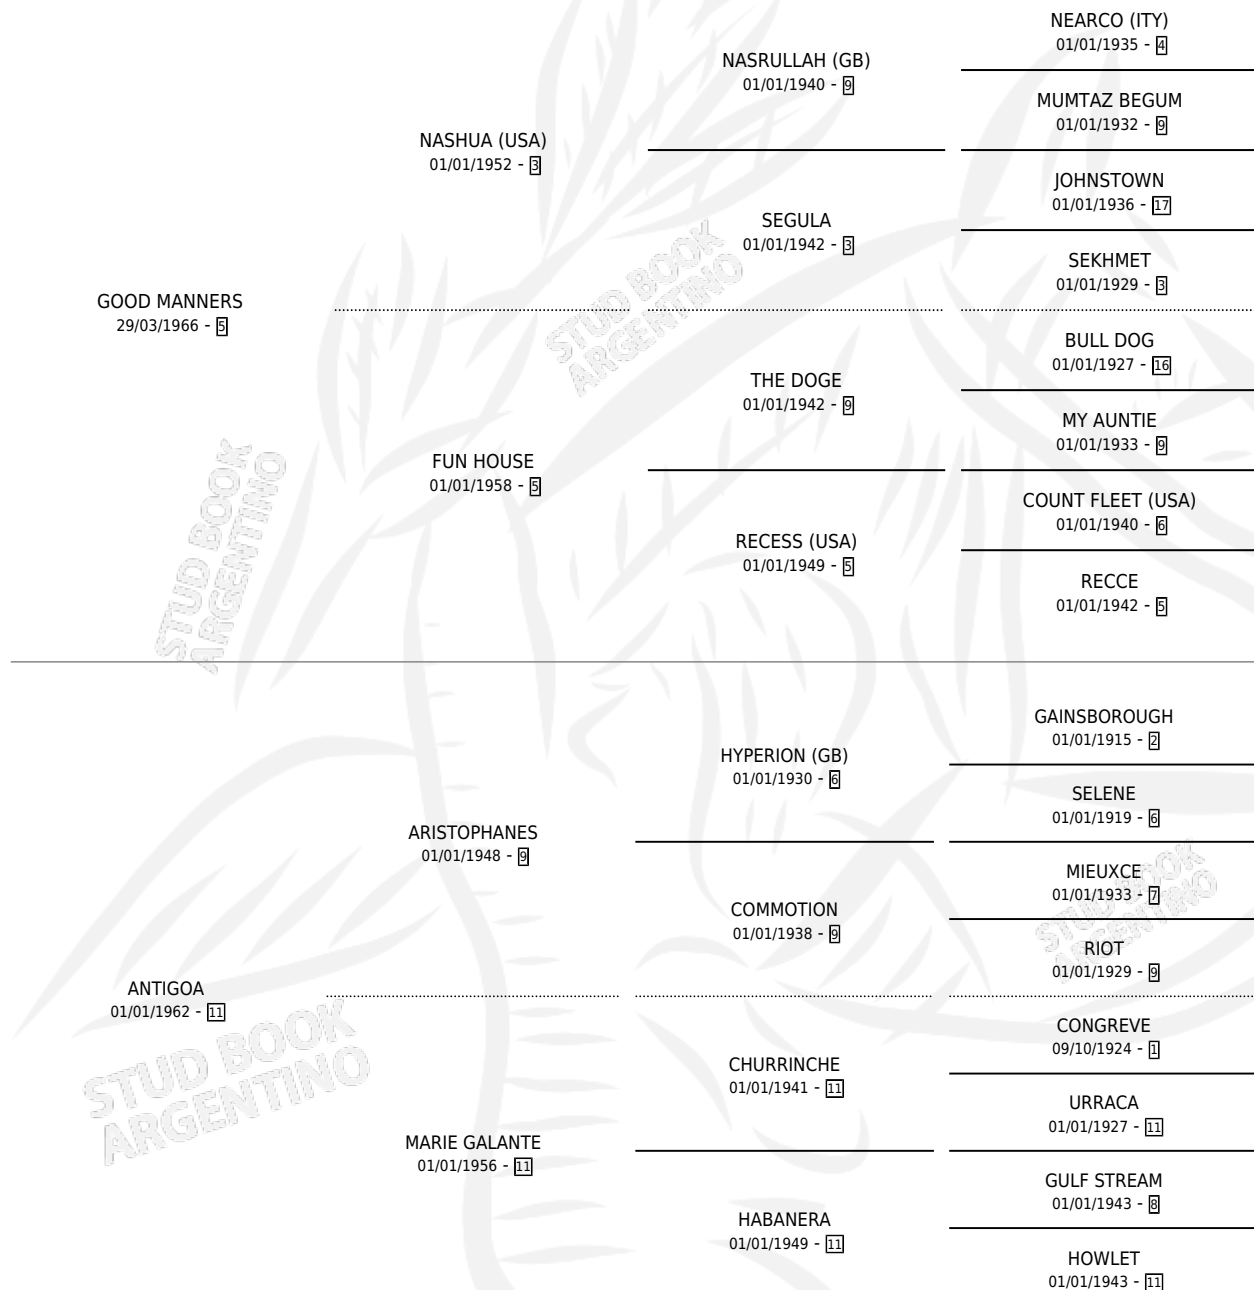 NEARCO (ITY)
01/01/1935 - 4
NASRULLAH (GB)
01/01/1940 - 9
MUMTAZ BEGUM
01/01/1932 - 9
NASHUA (USA)
01/01/1952 - 3
JOHNSTOWN
01/01/1936 - 17
SEGULA
01/01/1942 - 3
SEKHMET
01/01/1929 - 3
GOOD MANNERS
29/03/1966 - 5
BULL DOG
01/01/1927 - 16
THE DOGE
01/01/1942 - 9
MY AUNTIE
01/01/1933 - 9
FUN HOUSE
01/01/1958 - 5
COUNT FLEET (USA)
01/01/1940 - 6
RECESS (USA)
01/01/1949 - 5
RECCE
01/01/1942 - 5
GAINSBOROUGH
01/01/1915 - 2
HYPERION (GB)
01/01/1930 - 6
SELENE
01/01/1919 - 6
ARISTOPHANES
01/01/1948 - 9
MIEUXCE
01/01/1933 - 7
COMMOTION
01/01/1938 - 9
RIOT
01/01/1929 - 9
ANTIGOA
01/01/1962 - 11
CONGREVE
09/10/1924 - 1
CHURRINCHE
01/01/1941 - 11
URRACA
01/01/1927 - 11
MARIE GALANTE
01/01/1956 - 11
GULF STREAM
01/01/1943 - 8
HABANERA
01/01/1949 - 11
HOWLET
01/01/1943 - 11
STUD BOOK
ARGENTINO
STUD BOOK
ARGENTINO
STUD BOOK
ARGENTINO
STUD BOOK
ARGENTINO